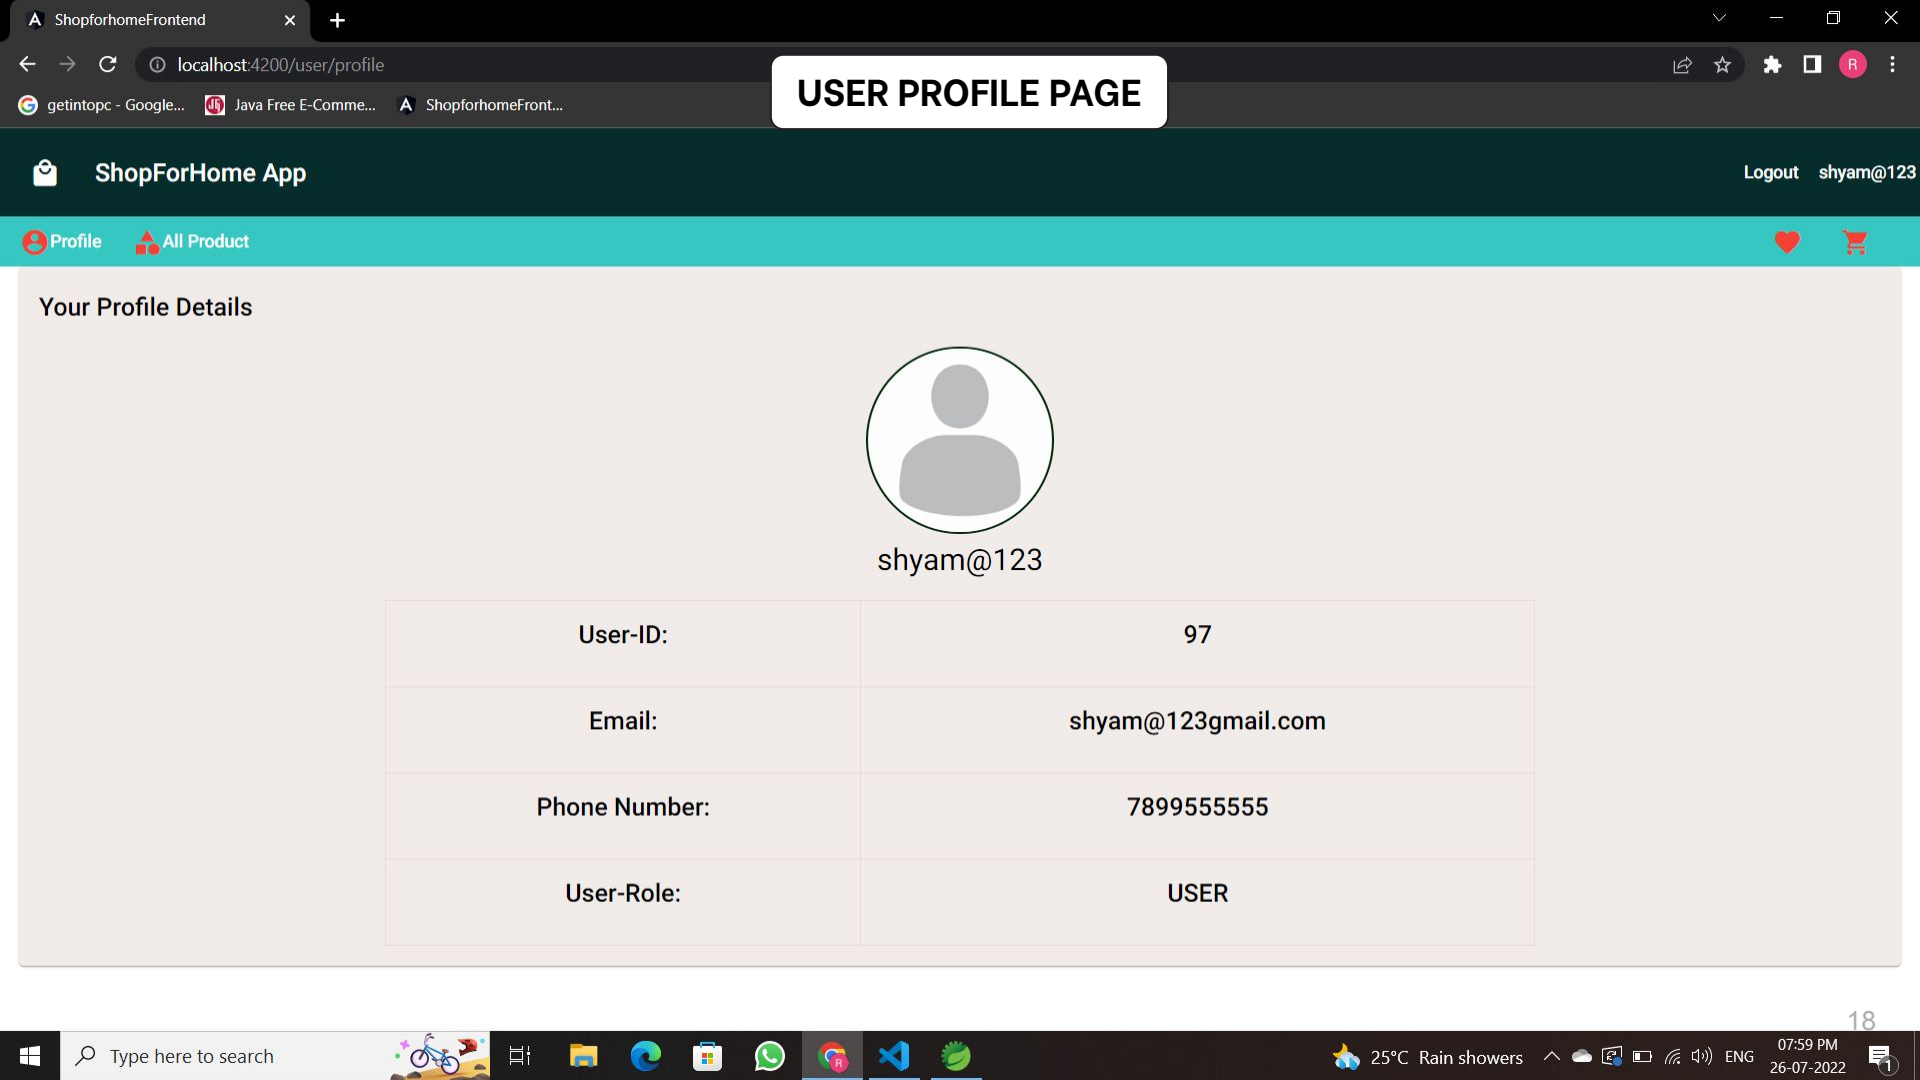 ShopforhomeFrontend
localhost:4200/user/profile
R
getintopc - Google...
Java Free E-Comme...
ShopforhomeFront...
USER PROFILE PAGE
ShopForHome App
Logout
shyam@123
Profile
All Product
Your Profile Details
shyam@123
User-ID:
97
Email:
shyam@123gmail.com
Phone Number:
7899555555
User-Role:
USER
18
Type here to search
25°C Rain showers
ENG
07:59 PM
26-07-2022
1